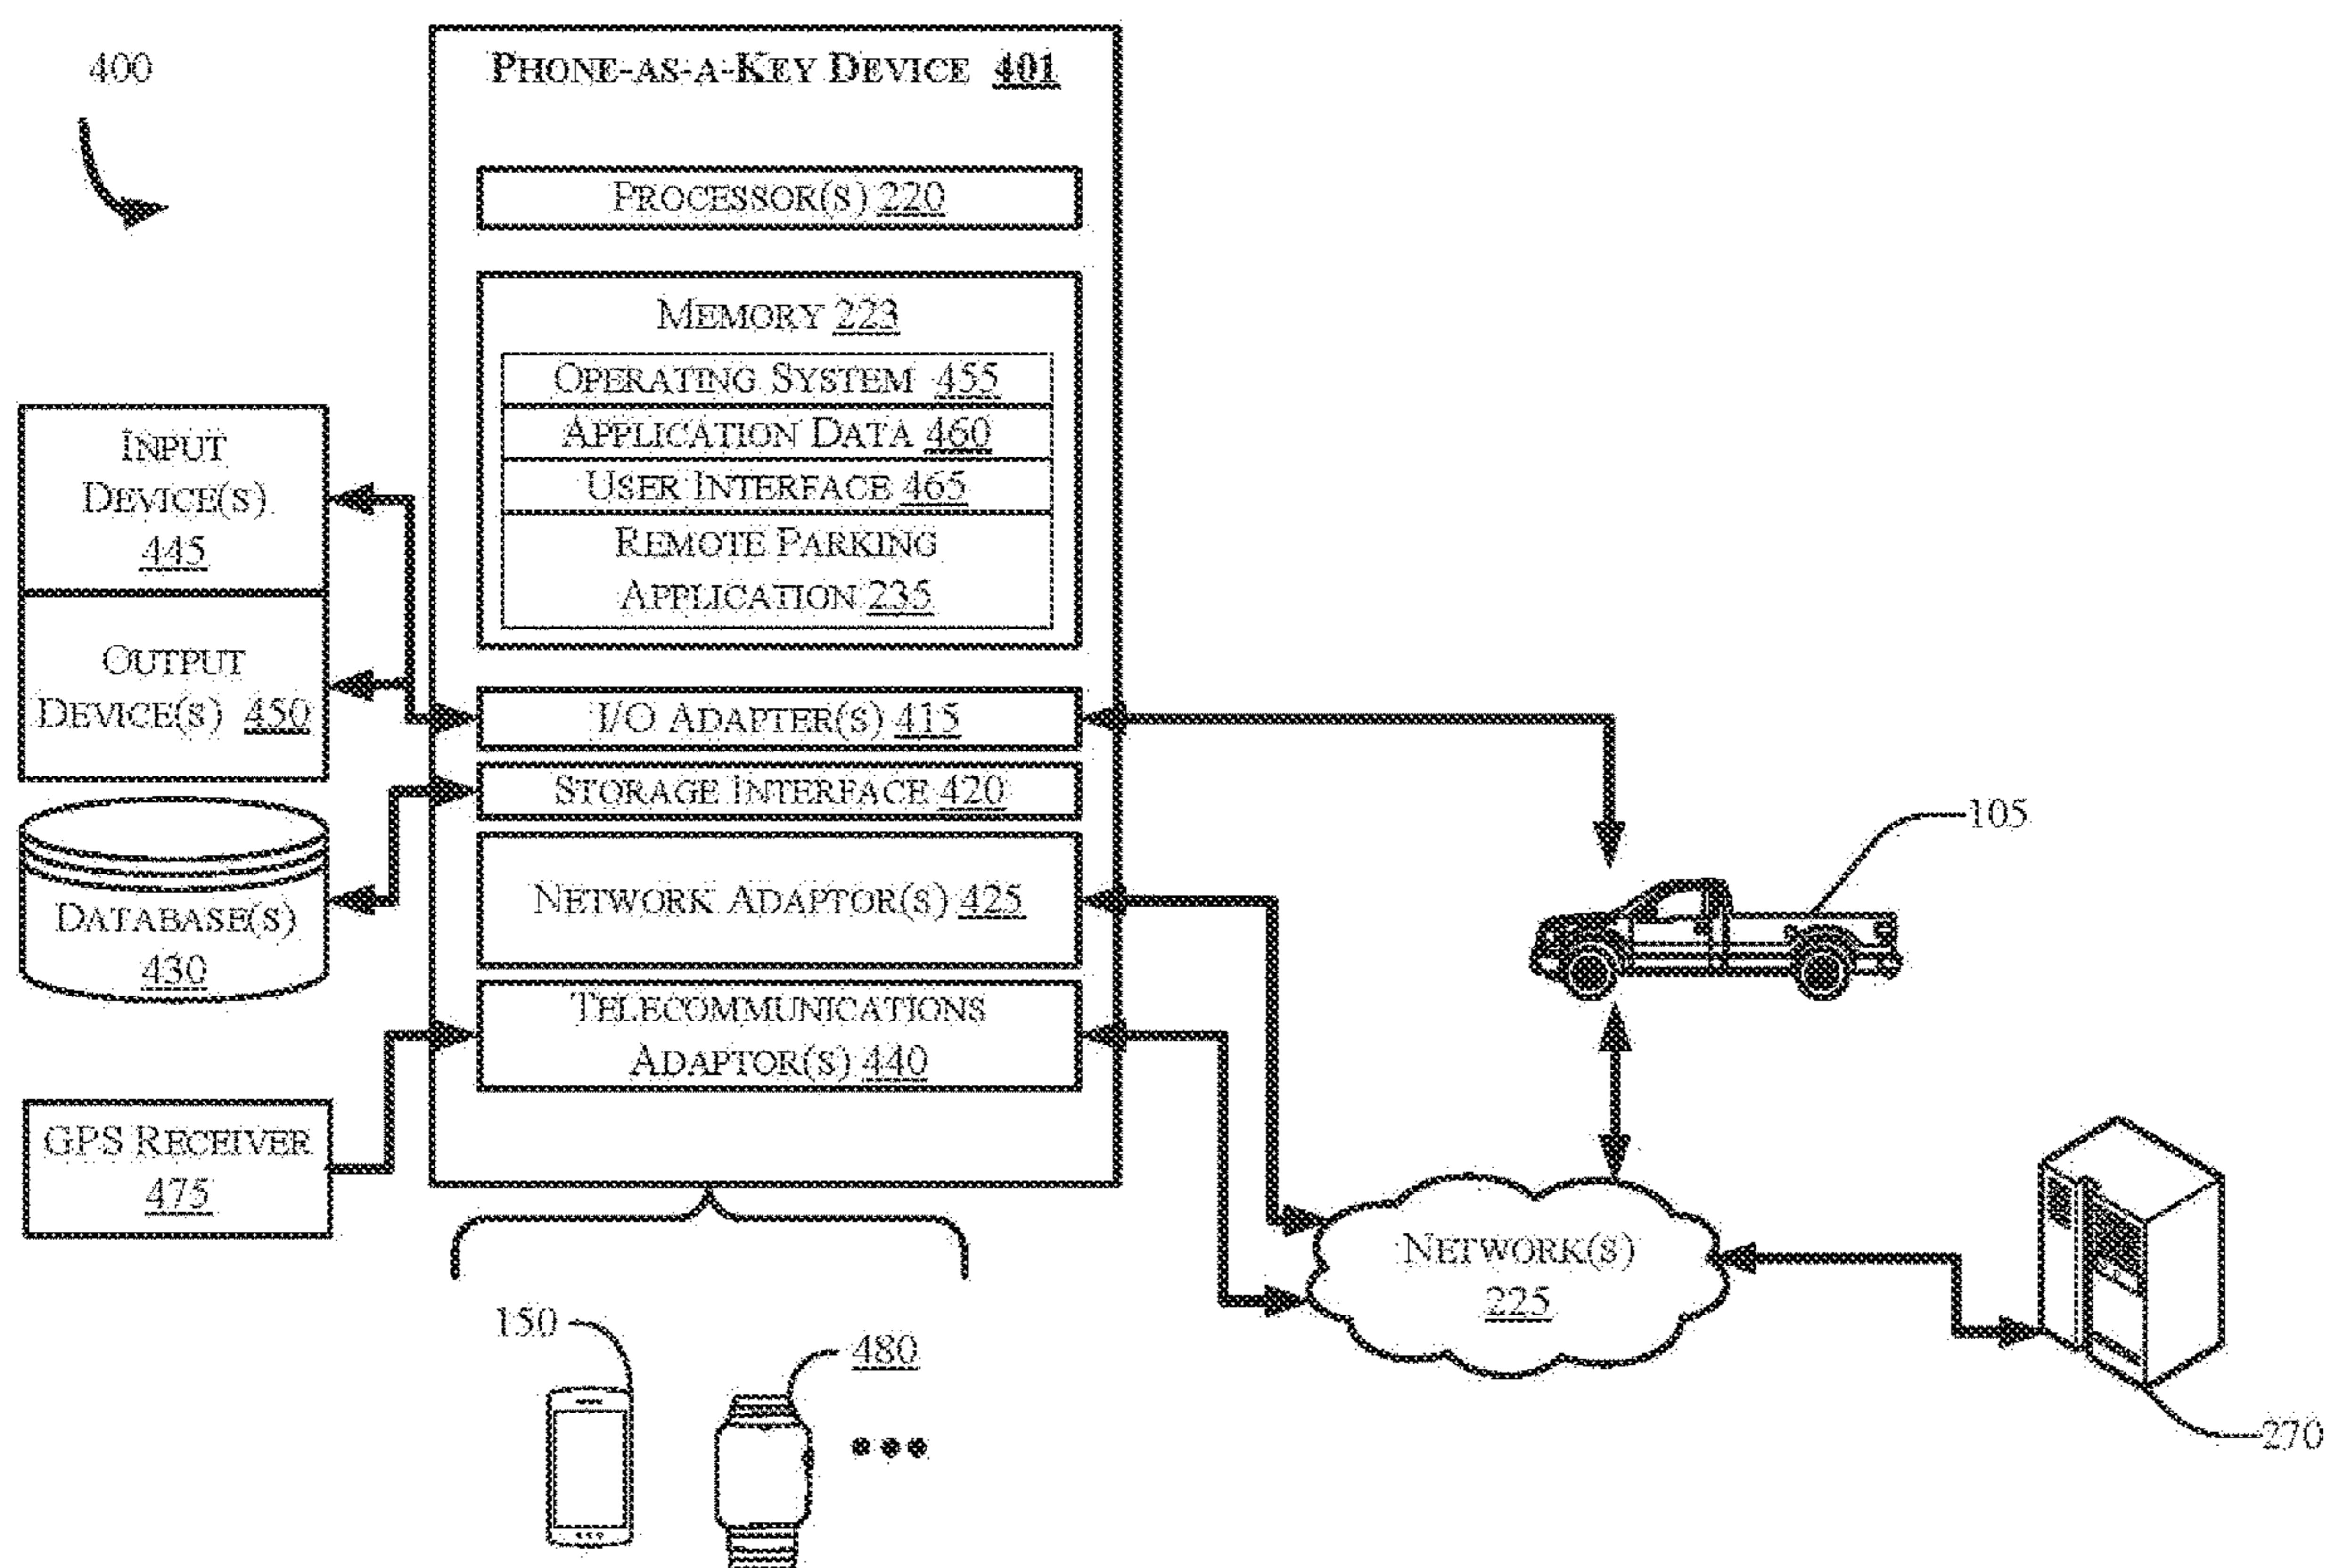 400
PHONE-AS-A-KEY DEVICE 401
PROCESSOR(S) 220
MEMORY 223
OPERATING SYSTEM 455
APPLICATION DATA 460
USER INTERFACE 465
REMOTE PARKING
APPLICATION 235
INPUT
DEVICE(S)
445
OUTPUT
DEVICE(S) 450
I/O ADAPTER(S) 415
STORAGE INTERFACE 420
DATABASE(S)
430
NETWORK ADAPTOR(S) 425
TELECOMMUNICATIONS
ADAPTOR(S) 440
GPS RECEIVER
475
105
NETWORK(S)
225
150
480
270